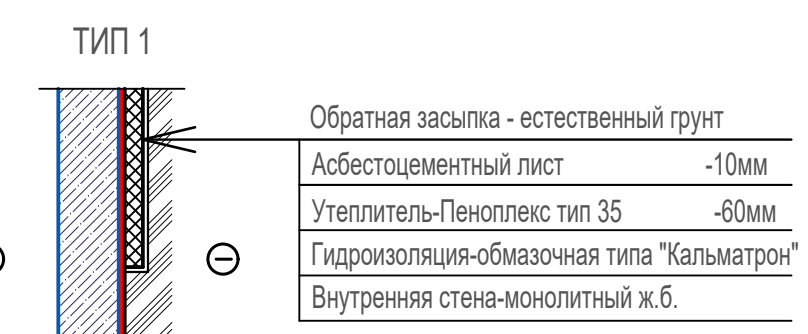 ТИП 1
Обратная засыпка - естественный грунт
Асбестоцементный лист -10мм
Утеплитель-Пеноплекс тип 35 -60мм
Гидроизоляция-обмазочная типа "Кальматрон"
Внутренняя стена-монолитный ж.б.